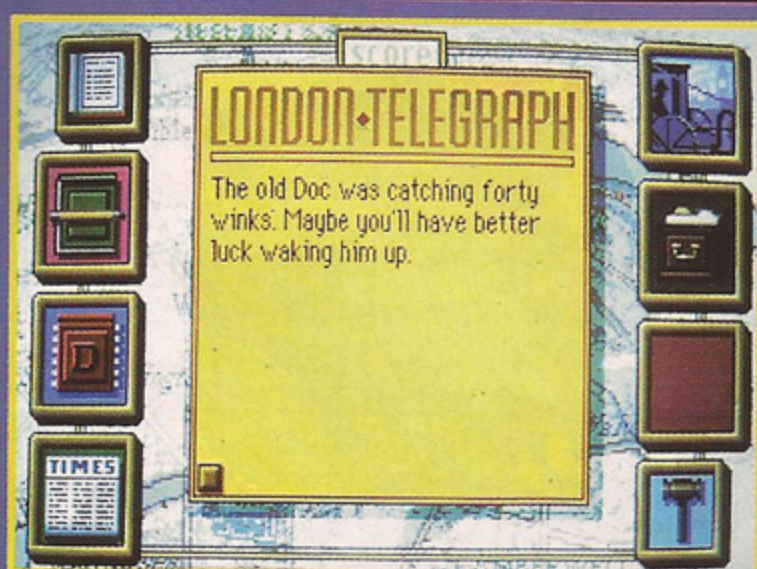 score
LONDON◆TELEGRAPH
The old Doc was catching forty
winks. Maybe you'll have better
luck waking him up.
D
TIMES
T